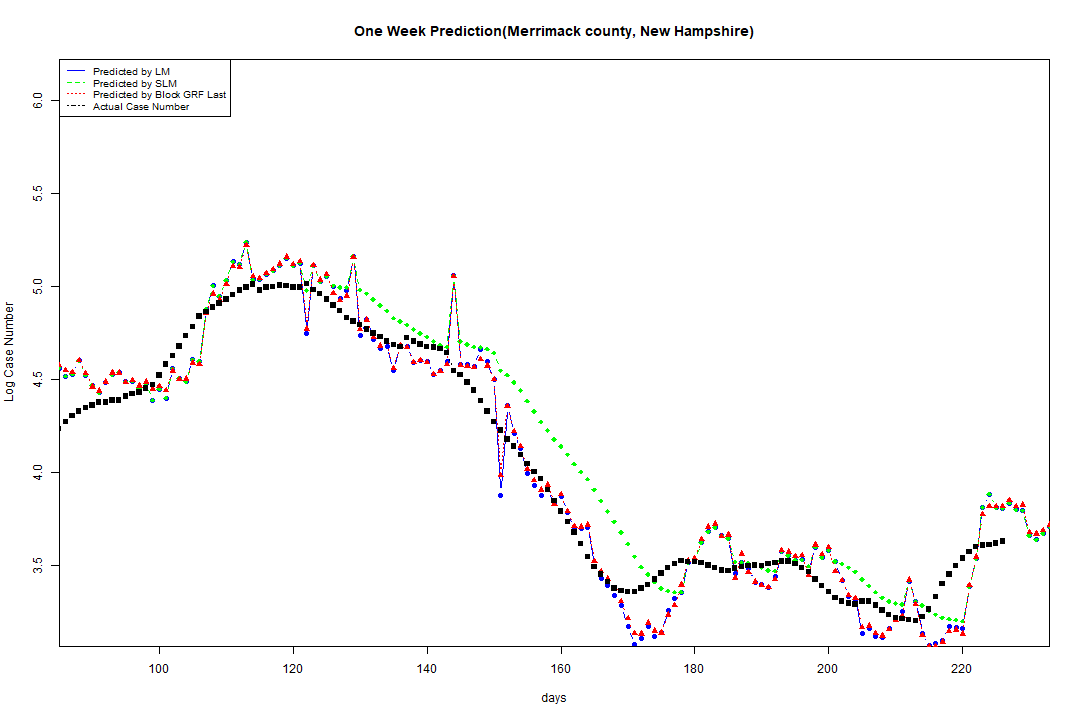 One Week Prediction(Merrimack county, New Hampshire)
Predicted by LM
Predicted by SLM
Predicted by Block GRF Last
Actual Case Number
6.0
5.5
5.0
4.5
4.0
3.5
Log Case Number
100 120 140 160 180 200 220
days